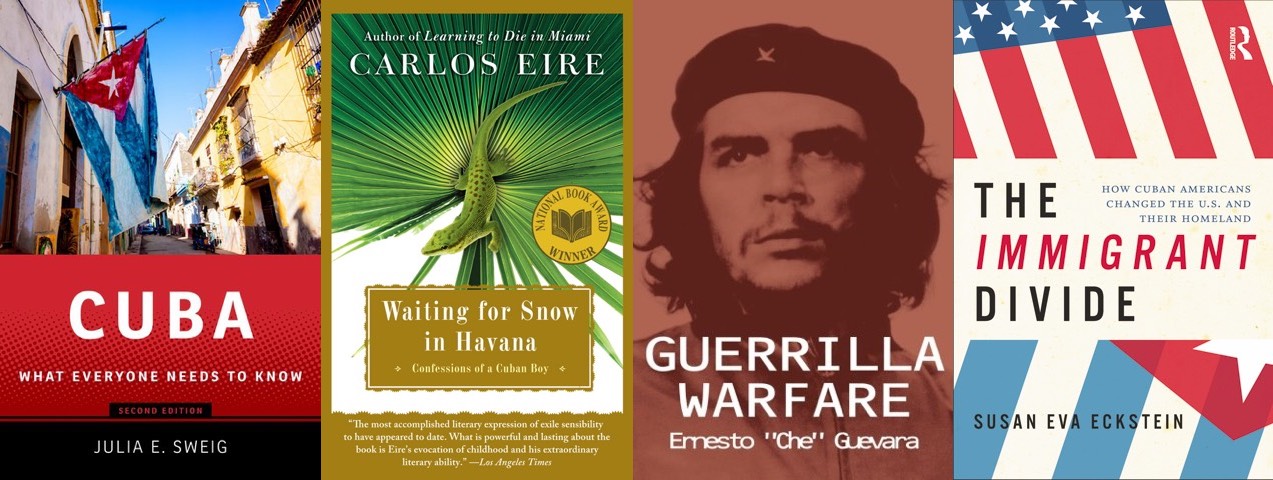 CUBA
WHAT EVERYONE NEEDS TO KNOW
SECOND EDITION
JULIA E. SWEIG
Author of Learning to Die in Miami
CARLOS EIRE
NATIONAL BOOK AWARD
WINNER
Waiting for Snow
in Havana
Confessions of a Cuban Boy
“The most accomplished literary expression of exile sensibility
to have appeared to date. What is powerful and lasting about the
book is Eire’s evocation of childhood and his extraordinary
literary ability.” —Los Angeles Times
GUERRILLA
WARFARE
Ernesto "Che" Guevara
ROUTLEDGE
THE
HOW CUBAN AMERICANS
CHANGED THE U.S. AND
THEIR HOMELAND
IMMIGRANT
DIVIDE
SUSAN EVA ECKSTEIN